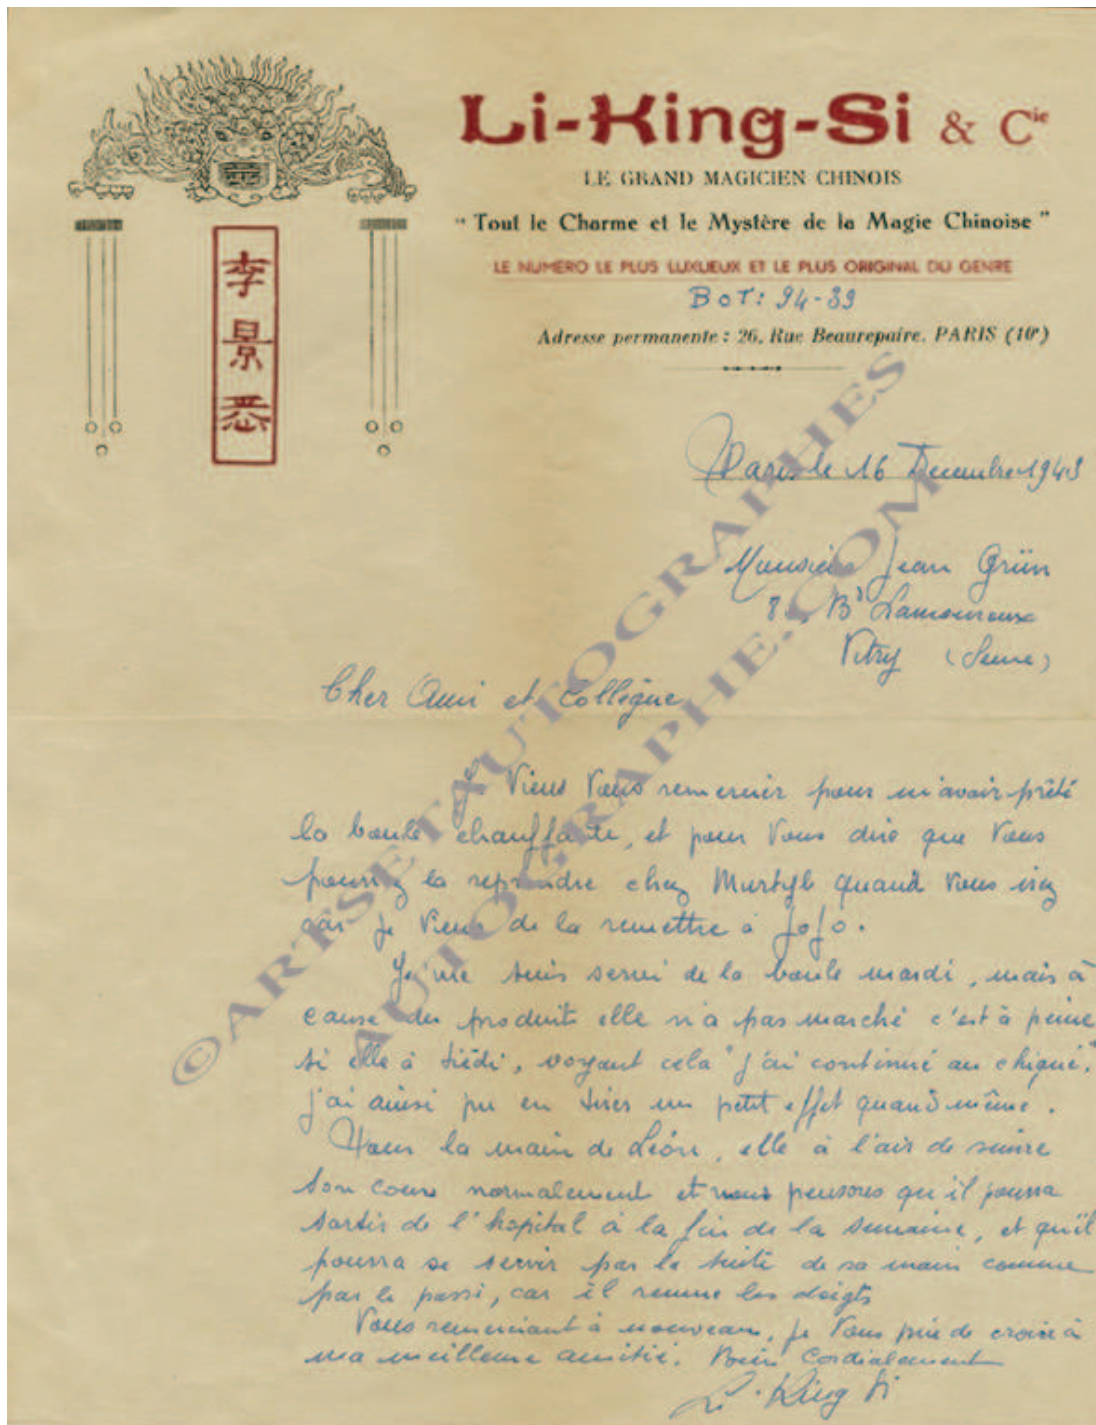 Li-King-Si & Cie
LE GRAND MAGICIEN CHINOIS
"Tout le Charme et le Mystère de la Magie Chinoise"
LE NUMERO LE PLUS LUXUEUX ET LE PLUS ORIGINAL DU GENRE
BOT: 94-39
Adresse permanente : 26, Rue Beaurepaire, PARIS (10e)
李
景
悉
Paris le 16 Decembre 1943
Monsieur Jean Grün
Bd Lamouroux
Vitry (Seine)
Cher Ami et Collègue
Je Viens Vous remercier pour m'avoir prêté
la boule chauffante, et pour Vous dire que Vous
pourrez la reprendre chez Murtyl quand Vous irez
car je Viens de la remettre à Jojo.
Je me suis servi de la boule mardi, mais à
cause des produits elle n'a pas marché c'est à peine
si elle à tiédi, voyant cela "j'ai continué au chiqué."
j'ai ainsi pu en tirer un petit effet quand même.
Pour la main de Léon, elle à l'air de suivre
son cours normalement et nous pensons qu'il pourra
sortir de l'hopital à la fin de la semaine, et qu'il
pourra se servir par la suite de sa main comme
par le passé, car il remue les doigts
Vous remerciant à nouveau, je Vous prie de croire à
ma meilleure amitié. Bien Cordialement
Li-King Si
©ARTSETAUTOGRAPHES
AUTOGRAPHE.COM